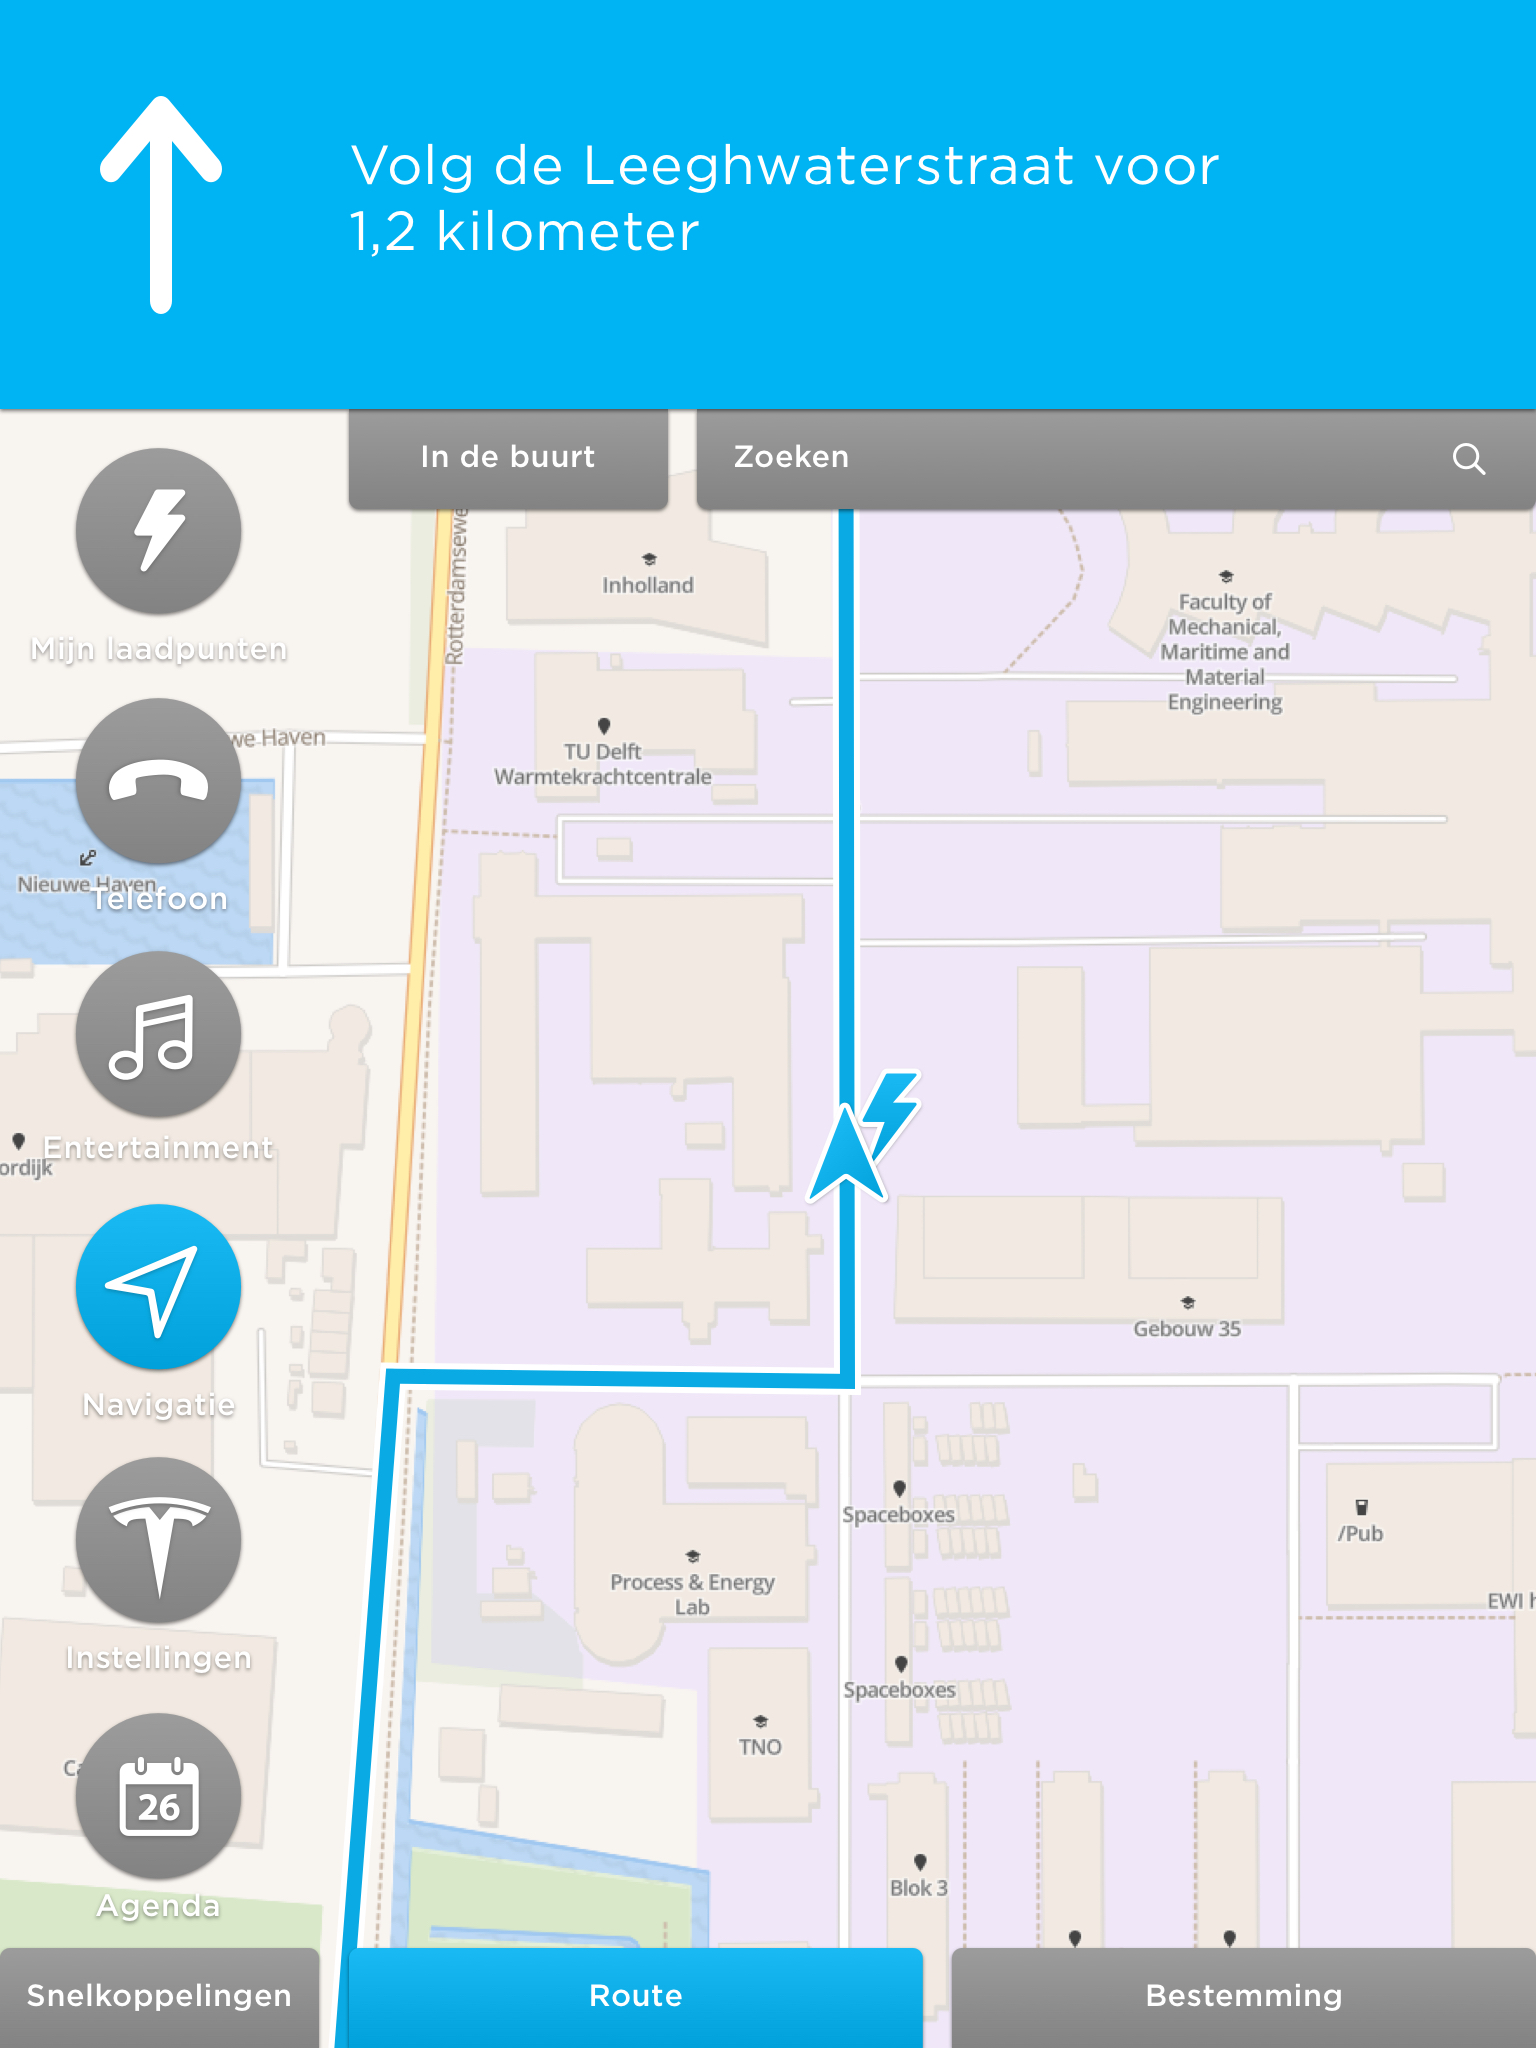 Volg de Leeghwaterstraat voor
1,2 kilometer
In de buurt
Zoeken
Rotterdamsewe
Inholland
Faculty of
Mechanical,
Maritime and
Material
Engineering
Mijn laadpunten
we Haven
TU Delft
Warmtekrachtcentrale
Nieuwe Haven
Telefoon
Entertainment
ordijk
Gebouw 35
Navigatie
Spaceboxes
/Pub
Process & Energy
Lab
EWI h
Instellingen
Spaceboxes
TNO
Ca
26
Blok 3
Agenda
Snelkoppelingen
Route
Bestemming